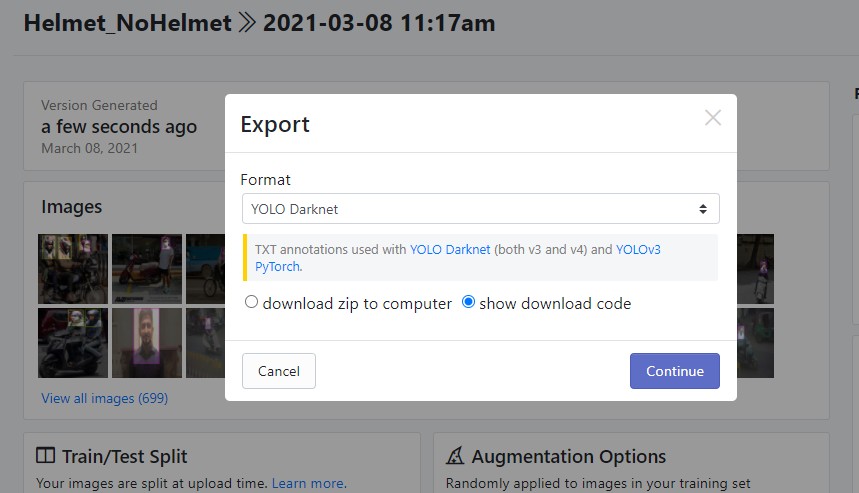 Helmet_NoHelmet » 2021-03-08 11:17am
Version Generated
a few seconds ago
March 08, 2021
Export
Format
YOLO Darknet
TXT annotations used with YOLO Darknet (both v3 and v4) and YOLOv3
PyTorch.
download zip to computer show download code
Cancel Continue
Images
View all images (699)
Train/Test Split
Your images are split at upload time. Learn more.
Augmentation Options
Randomly applied to images in your training set